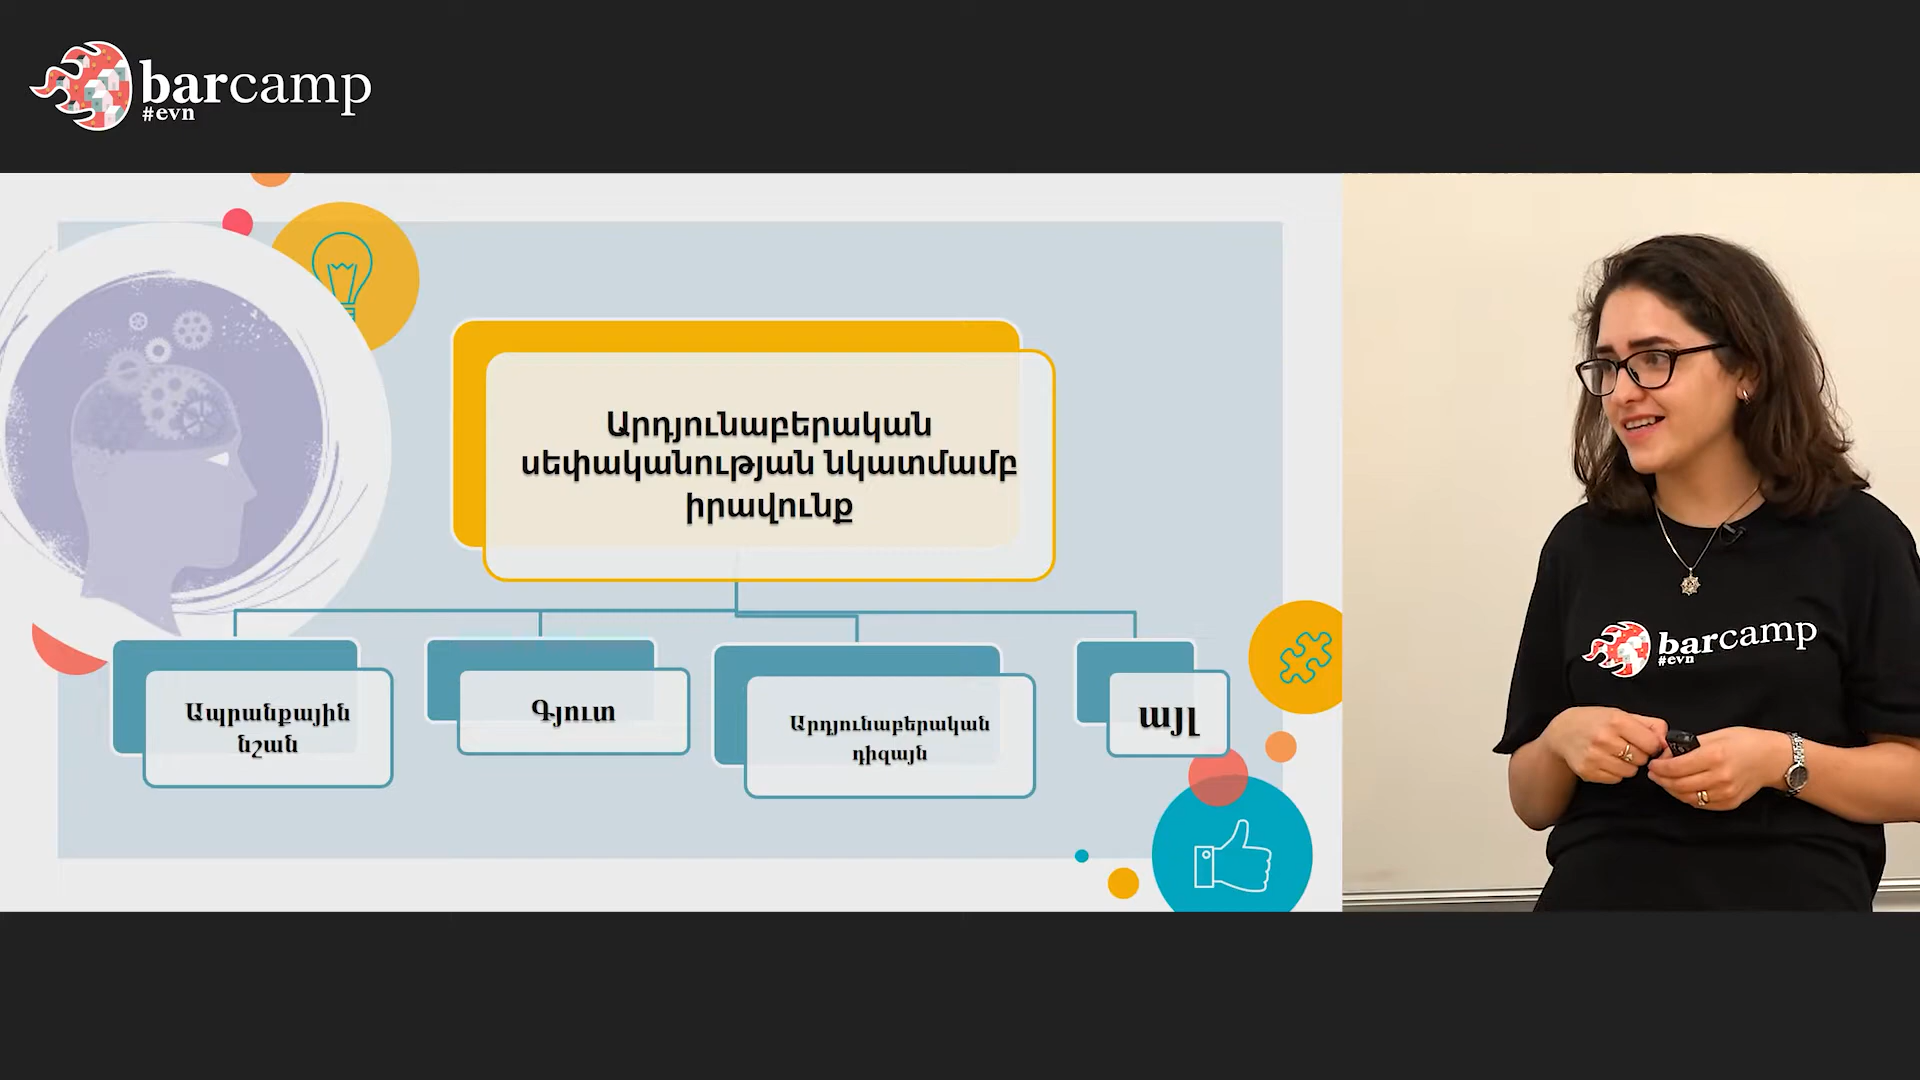 barcamp
#evn
Արդյունաբերական
սեփականության նկատմամբ
իրավունք
Ապրանքային
նշան
Գյուտ
Արդյունաբերական
դիզայն
այլ
barcamp
#evn